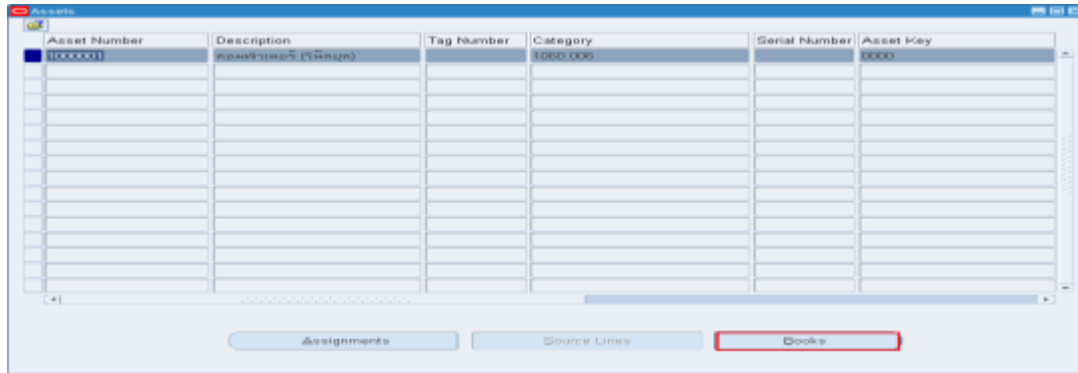 Assets
Asset Number Description Tag Number Category Serial Number Asset Key
1000001 1060.006 0000
Assignments Source Lines Books